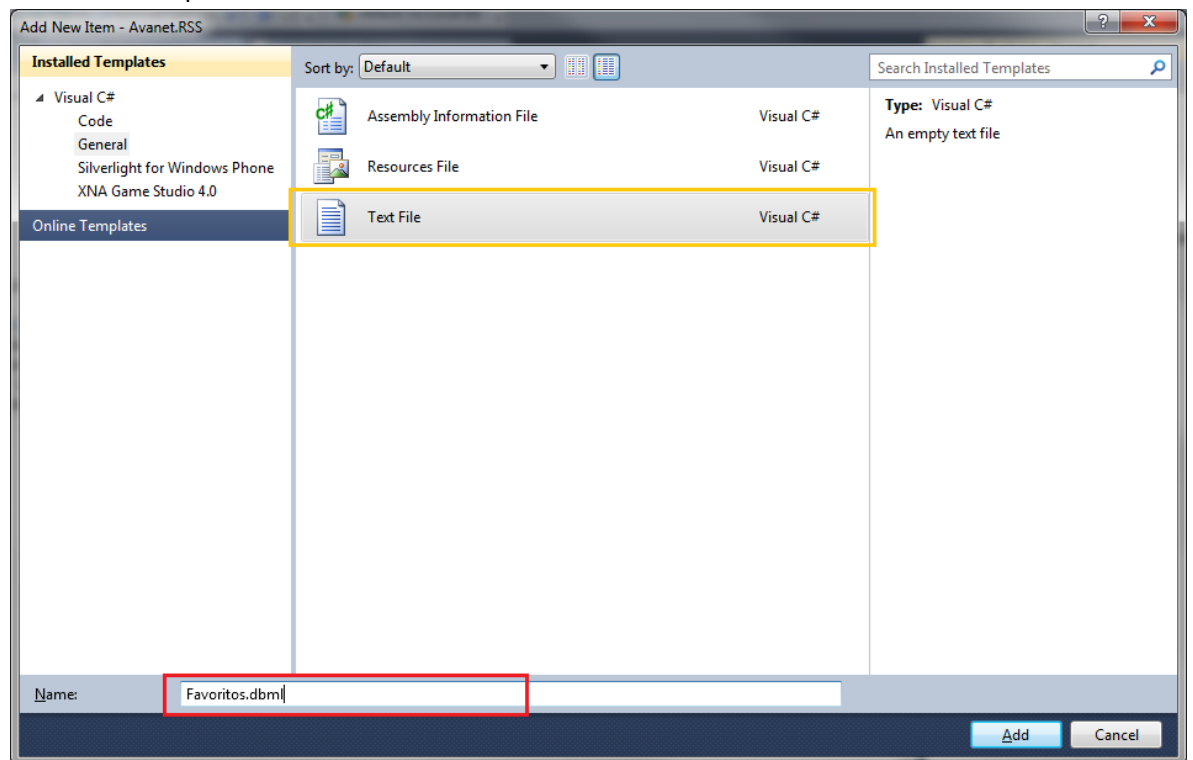 Add New Item - Avanet.RSS
?
X
Installed Templates
Visual C#
Code
General
Silverlight for Windows Phone
XNA Game Studio 4.0
Online Templates
Sort by: Default
Assembly Information File Visual C#
Resources File Visual C#
Text File Visual C#
Search Installed Templates
Type: Visual C#
An empty text file
Name: Favoritos.dbml
Add Cancel